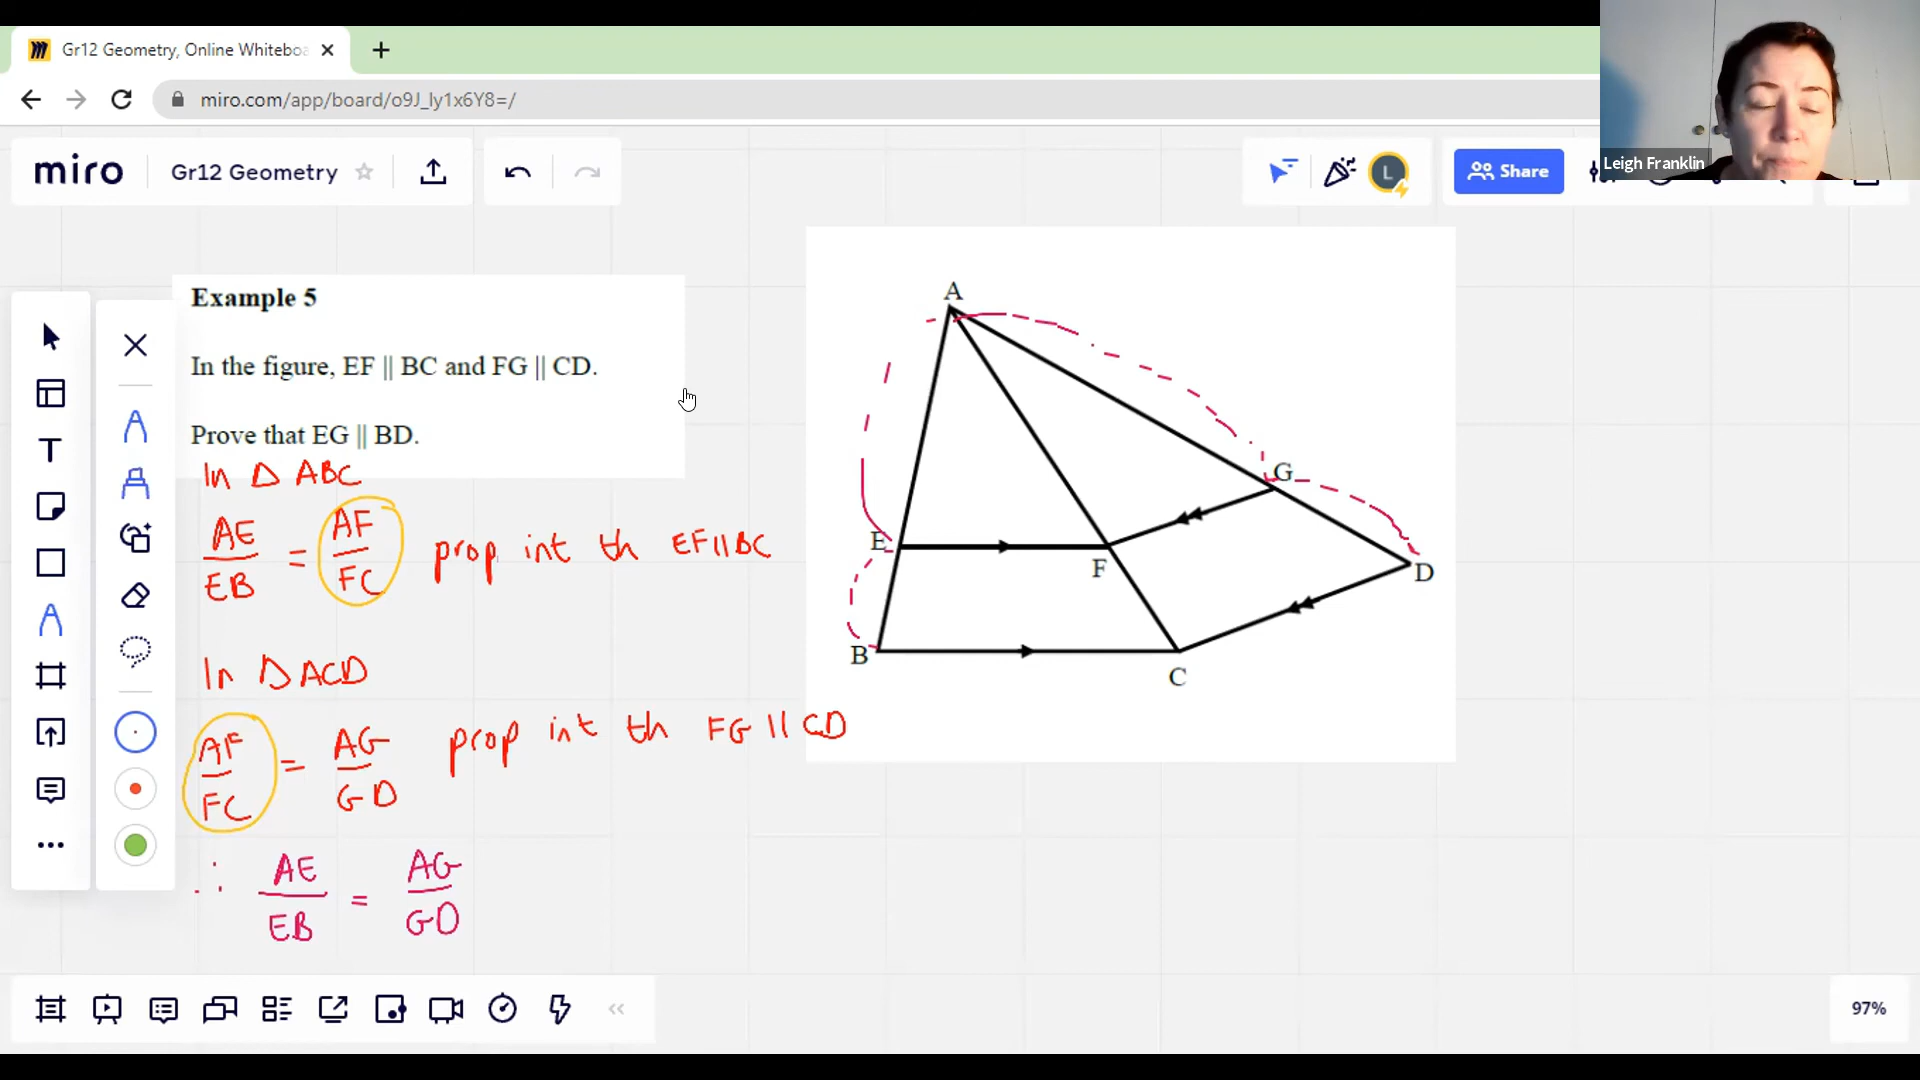 Gr12 Geometry, Online Whiteboa
miro.com/app/board/o9J_ly1x6Y8=/
miro
Gr12 Geometry
L
Share
Leigh Franklin
Example 5
In the figure, EF || BC and FG || CD.
Prove that EG || BD.
In Δ ABC
AE/EB = AF/FC prop int th EF||BC
In Δ ACD
AF/FC = AG/GD prop int th FG || CD
∴ AE/EB = AG/GD
A
G
E
F
D
B
C
T
97%